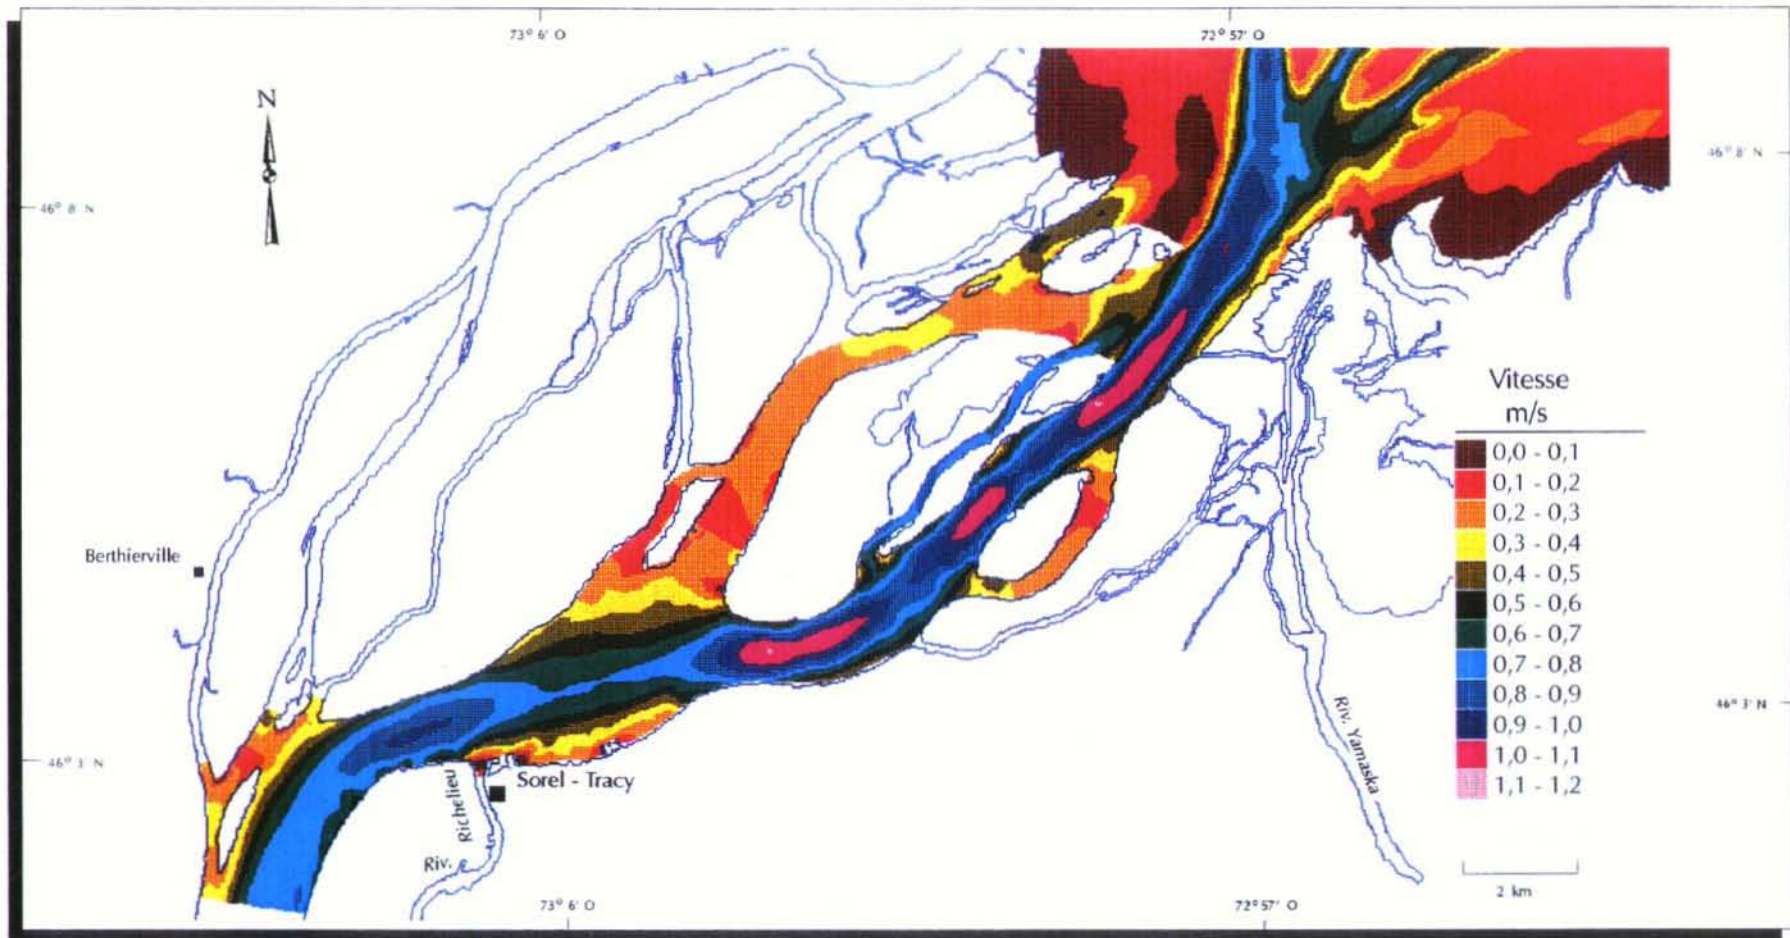 73° 6' O
72° 57' O
N
46° 8' N
46° 8' N
Vitesse
m/s
0,0 - 0,1
0,1 - 0,2
0,2 - 0,3
0,3 - 0,4
0,4 - 0,5
0,5 - 0,6
0,6 - 0,7
0,7 - 0,8
0,8 - 0,9
0,9 - 1,0
1,0 - 1,1
1,1 - 1,2
Berthierville
46° 3' N
46° 3' N
Sorel - Tracy
Riv. Richelieu
Riv. Yamaska
2 km
73° 6' O
72° 57' O